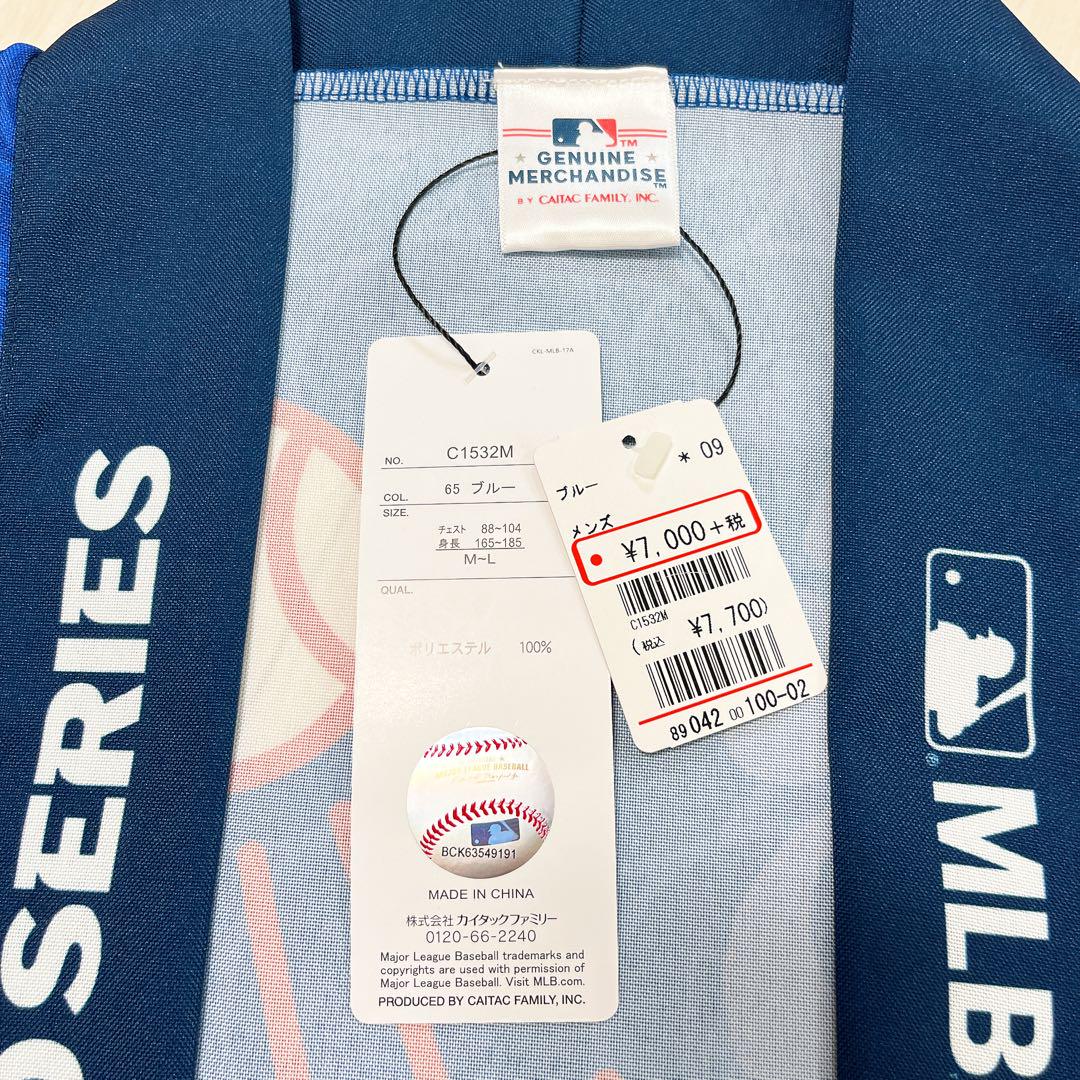 TM
GENUINE
MERCHANDISE
TM
BY CAITAC FAMILY, INC.
CKL-MLB-17A
NO. C1532M
COL. 65 ブルー
SIZE.
チェスト 88~104
身長 165~185
M~L
QUAL.
ポリエステル 100%
MAJOR LEAGUE BASEBALL
BCK63549191
MADE IN CHINA
株式会社 カイタックファミリー
0120-66-2240
Major League Baseball trademarks and
copyrights are used with permission of
Major League Baseball. Visit MLB.com.
PRODUCED BY CAITAC FAMILY, INC.
* 09
ブルー
メンズ
¥7,000+税
C1532M
(税込 ¥7,700)
89 042 00 100-02
SERIES
MLB